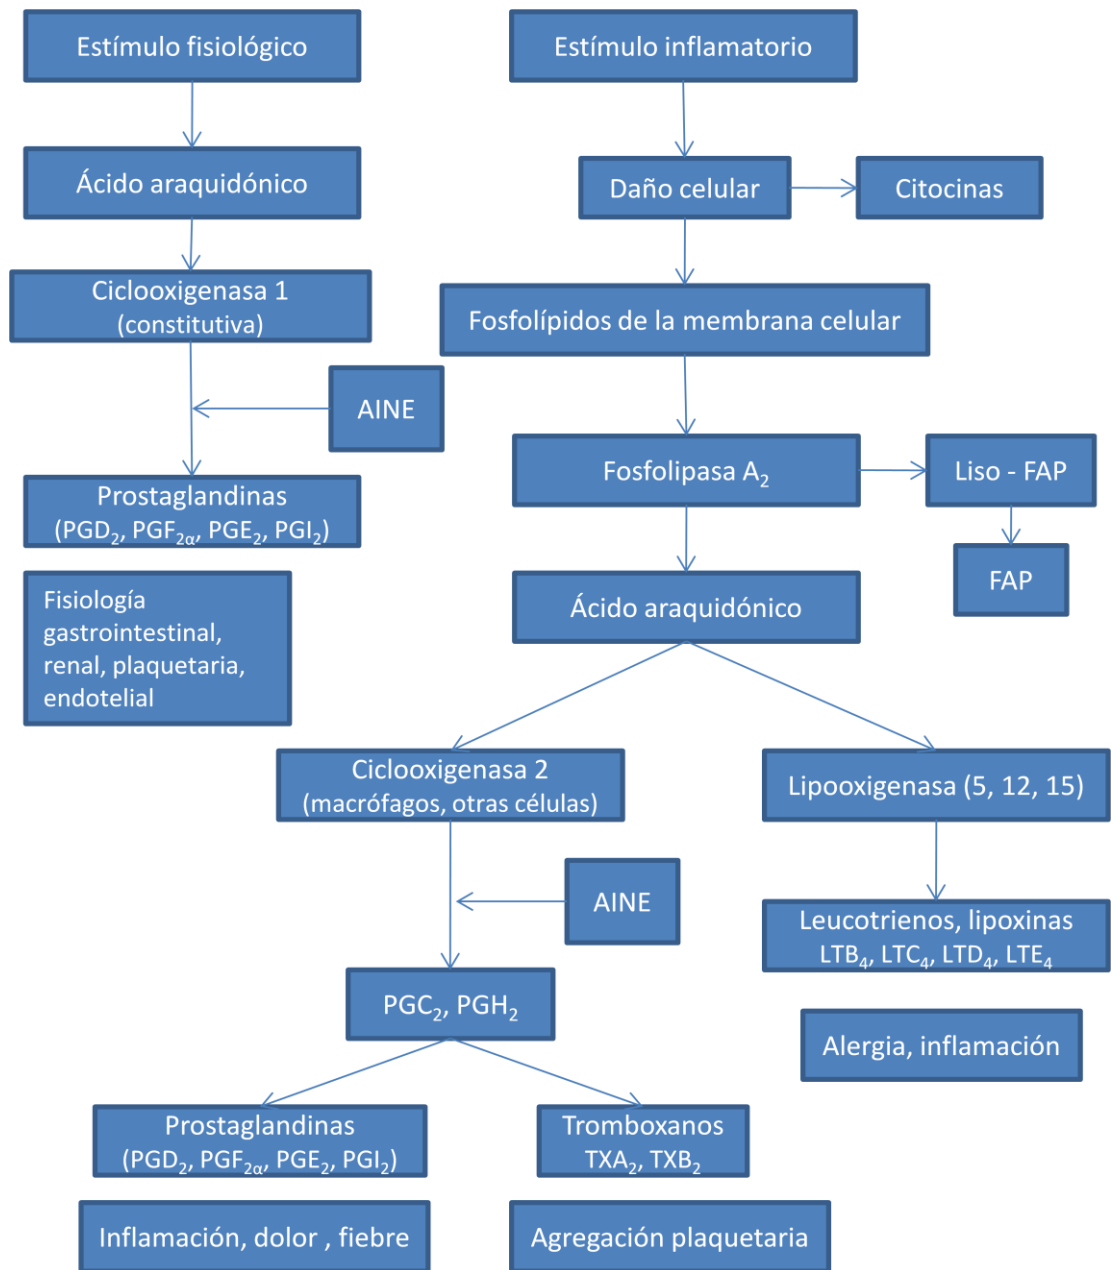 Estímulo fisiológico
Estímulo inflamatorio
Ácido araquidónico
Daño celular
Citocinas
Ciclooxigenasa 1
(constitutiva)
Fosfolípidos de la membrana celular
AINE
Fosfolipasa A₂
Liso - FAP
Prostaglandinas
(PGD₂, PGF₂α, PGE₂, PGI₂)
FAP
Ácido araquidónico
Fisiología
gastrointestinal,
renal, plaquetaria,
endotelial
Ciclooxigenasa 2
(macrófagos, otras células)
Lipooxigenasa (5, 12, 15)
AINE
Leucotrienos, lipoxinas
LTB₄, LTC₄, LTD₄, LTE₄
PGC₂, PGH₂
Alergia, inflamación
Prostaglandinas
(PGD₂, PGF₂α, PGE₂, PGI₂)
Tromboxanos
TXA₂, TXB₂
Inflamación, dolor , fiebre
Agregación plaquetaria